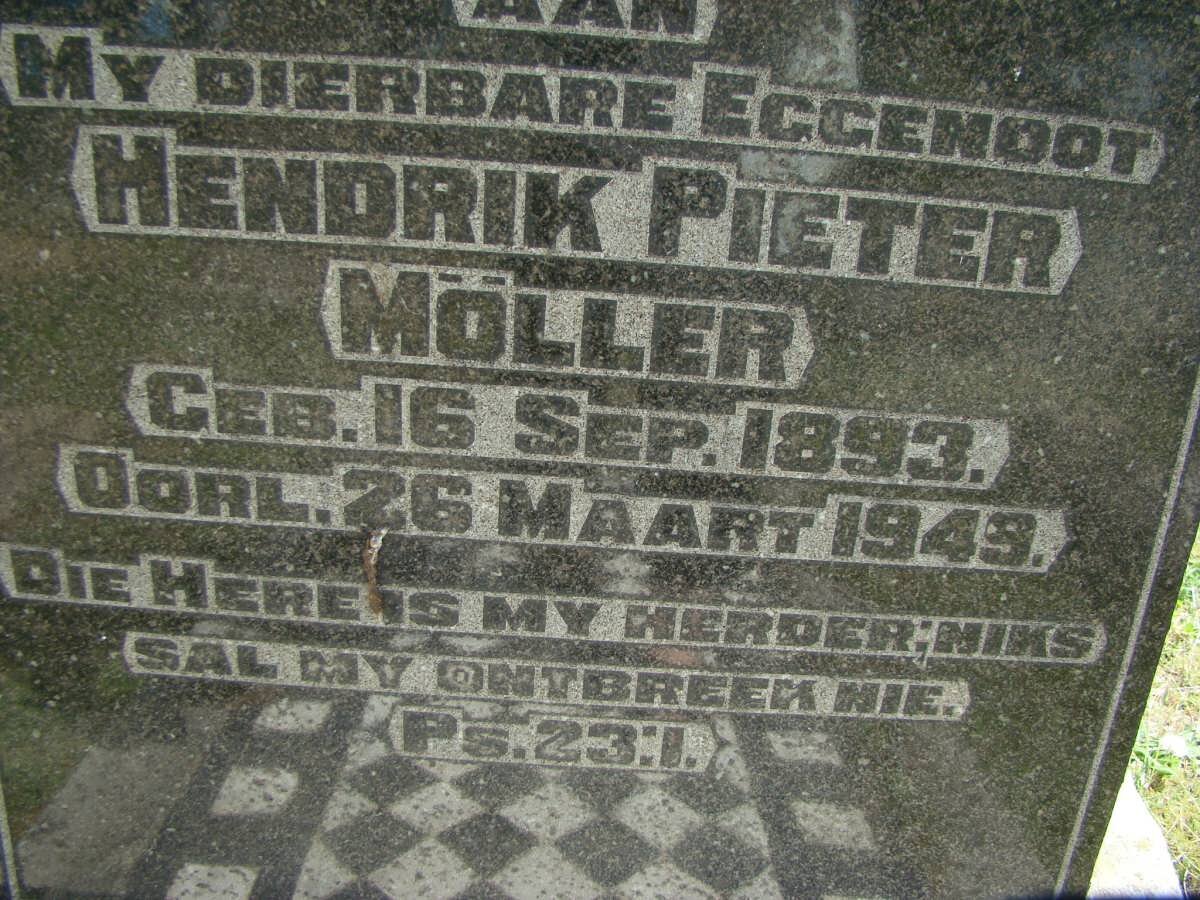 AAN
MY DIERBARE EGGENOOT
HENDRIK PIETER
MÖLLER
GEB. 16 SEP. 1893.
OORL. 26 MAART 1949.
DIE HERE IS MY HERDER; NIKS
SAL MY ONTBREEK NIE.
PS. 23:1.